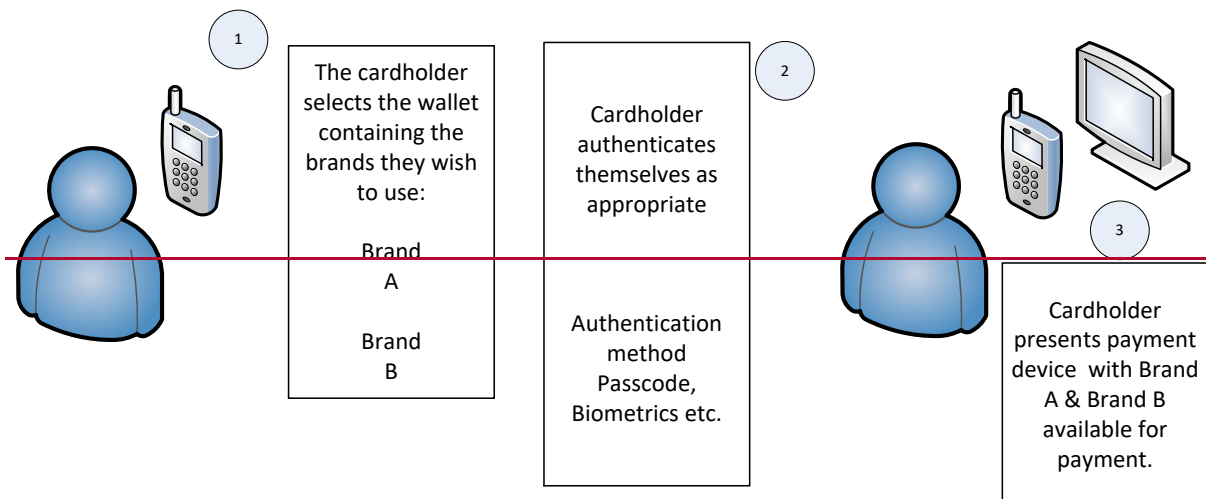 1
The cardholder
selects the wallet
containing the
brands they wish
to use:
Brand
A
Brand
B
2
Cardholder
authenticates
themselves as
appropriate
Authentication
method
Passcode,
Biometrics etc.
3
Cardholder
presents payment
device with Brand
A & Brand B
available for
payment.